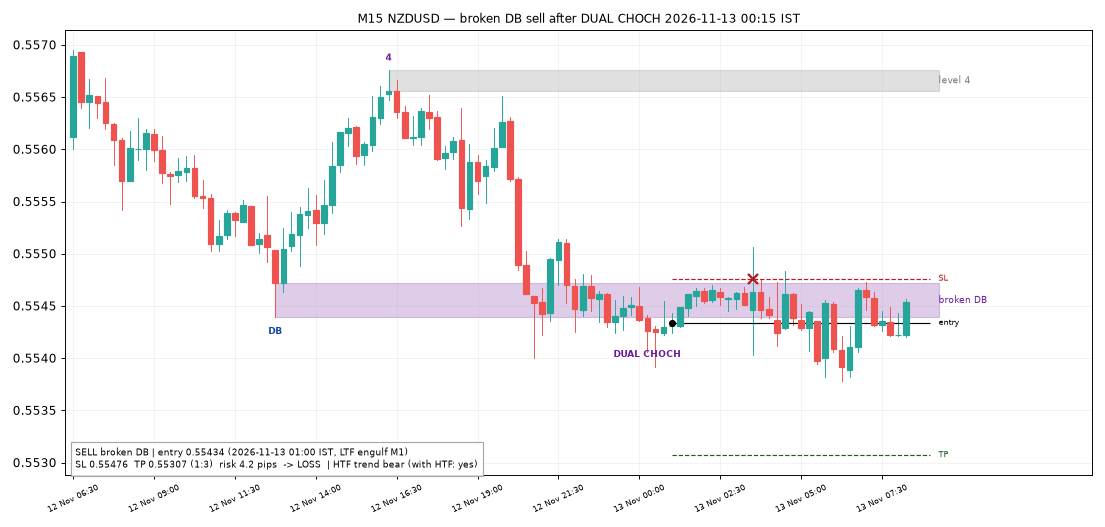 M15 NZDUSD — broken DB sell after DUAL CHOCH 2026-11-13 00:15 IST
0.5570
4
level 4
0.5565
0.5560
0.5555
0.5550
SL
0.5545
broken DB
entry
DB
0.5540
DUAL CHOCH
0.5535
SELL broken DB | entry 0.55434 (2026-11-13 01:00 IST, LTF engulf M1)
SL 0.55476 TP 0.55307 (1:3) risk 4.2 pips -> LOSS | HTF trend bear (with HTF: yes)
TP
0.5530
12 Nov 06:30
12 Nov 09:00
12 Nov 11:30
12 Nov 14:00
12 Nov 16:30
12 Nov 19:00
12 Nov 21:30
13 Nov 00:00
13 Nov 02:30
13 Nov 05:00
13 Nov 07:30